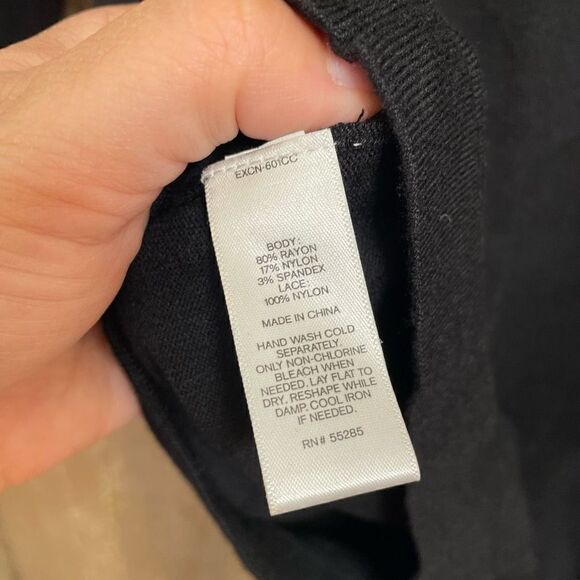 EXCN-601CC
BODY:
80% RAYON
17% NYLON
3% SPANDEX
LACE:
100% NYLON
MADE IN CHINA
HAND WASH COLD
SEPARATELY.
ONLY NON-CHLORINE
BLEACH WHEN
NEEDED. LAY FLAT TO
DRY. RESHAPE WHILE
DAMP. COOL IRON
IF NEEDED.
RN# 55285